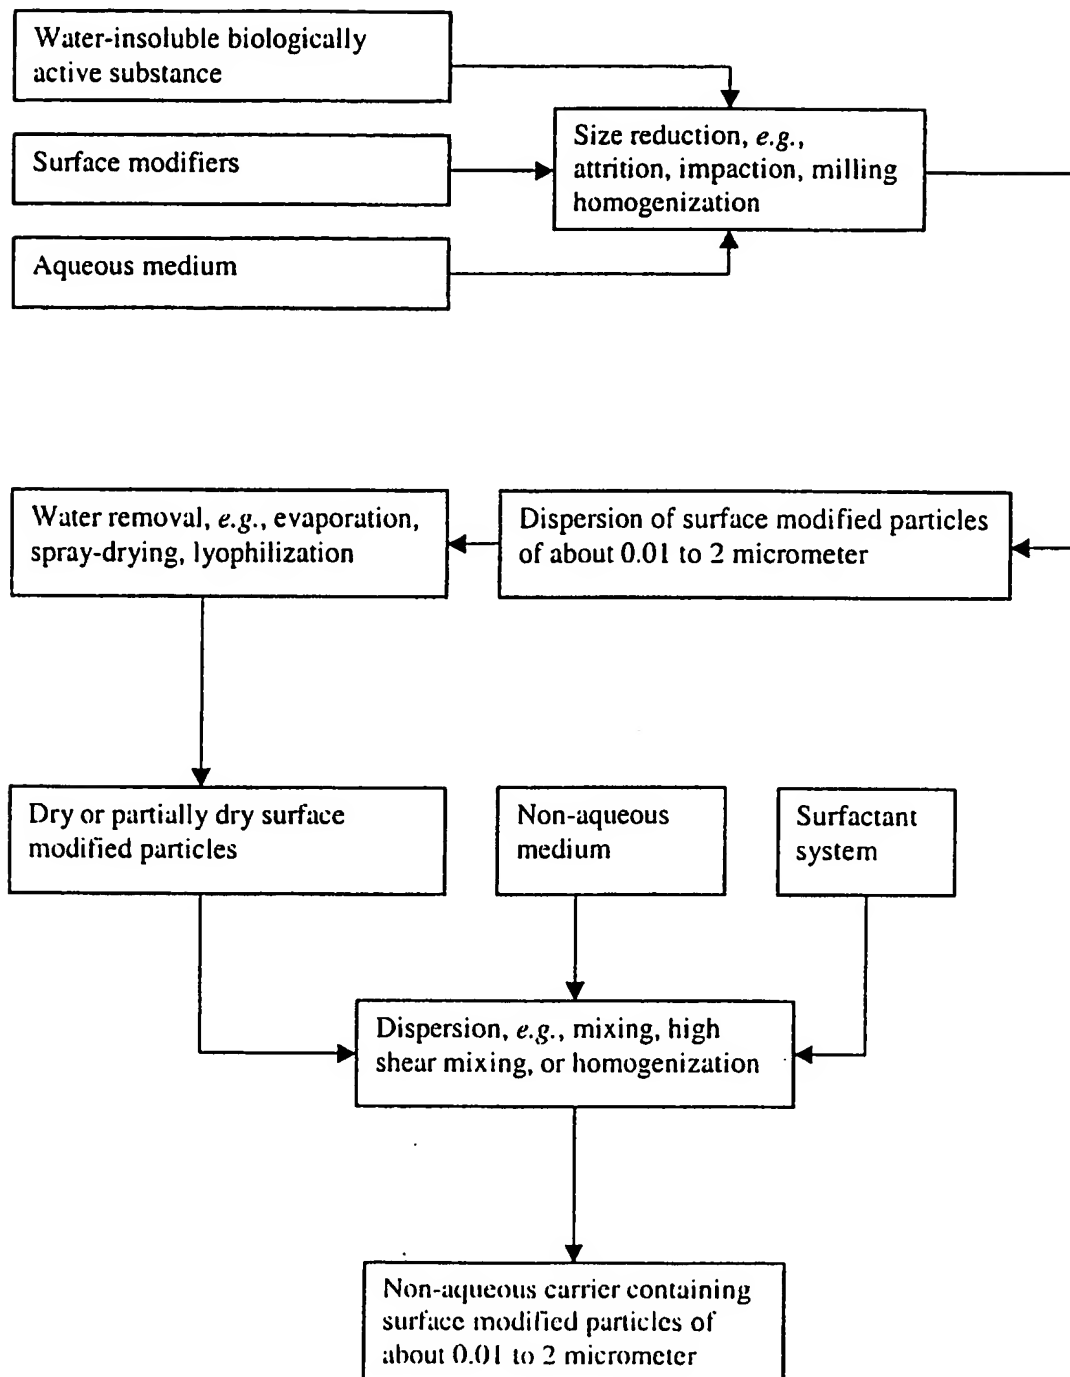 Water-insoluble biologically
active substance
Surface modifiers
Aqueous medium
Size reduction, e.g.,
attrition, impaction, milling
homogenization
Dispersion of surface modified particles
of about 0.01 to 2 micrometer
Water removal, e.g., evaporation,
spray-drying, lyophilization
Dry or partially dry surface
modified particles
Non-aqueous
medium
Surfactant
system
Dispersion, e.g., mixing, high
shear mixing, or homogenization
Non-aqueous carrier containing
surface modified particles of
about 0.01 to 2 micrometer